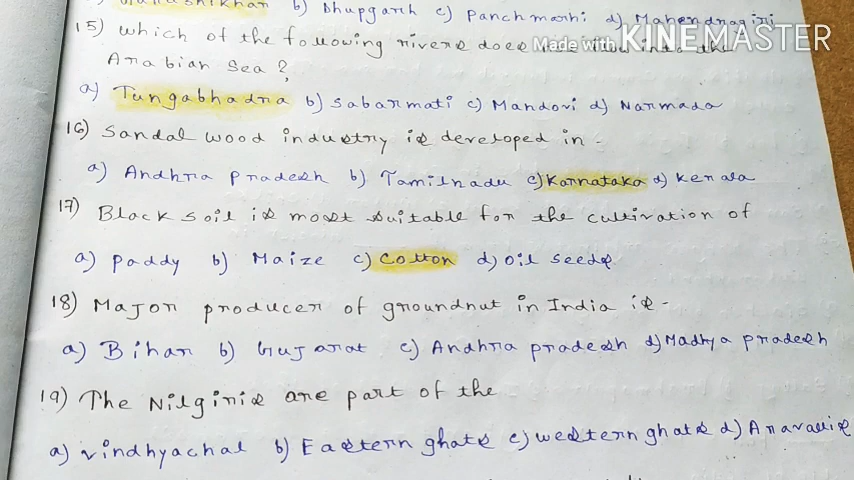 b) Dhupgarh c) Panchmarhi d) Mahendragiri
15) which of the following rivers does into the
Made with KINEMASTER
Arabian Sea?
a) Tungabhadra b) Sabarmati c) Mandovi d) Narmada
16) Sandal wood industry is developed in -
a) Andhra pradesh b) Tamilnadu c) Karnataka d) Kerala
17) Black soil is most suitable for the cultivation of
a) paddy b) Maize c) Cotton d) Oil seeds
18) Major producer of groundnut in India is -
a) Bihar b) Gujarat c) Andhra pradesh d) Madhya pradesh
19) The Nilgiris are part of the
a) vindhyachal b) Eastern ghats c) western ghats d) Aravallis